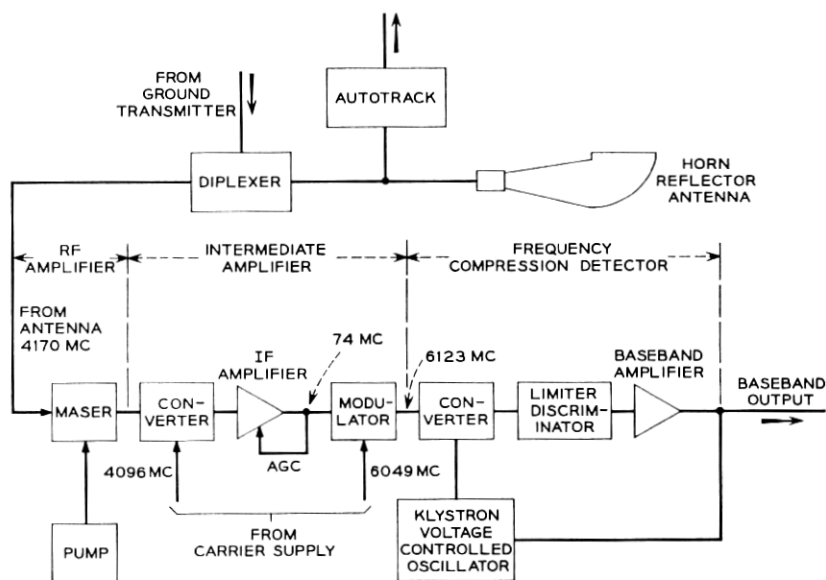 FROM
GROUND
TRANSMITTER
AUTOTRACK
DIPLEXER
HORN
REFLECTOR
ANTENNA
RF
AMPLIFIER
INTERMEDIATE
AMPLIFIER
FREQUENCY
COMPRESSION DETECTOR
FROM
ANTENNA
4170 MC
IF
AMPLIFIER
74 MC
6123 MC
BASEBAND
AMPLIFIER
BASEBAND
OUTPUT
MASER
CON-
VERTER
MODU-
LATOR
CON-
VERTER
LIMITER
DISCRIM-
INATOR
4096 MC
AGC
6049 MC
PUMP
FROM
CARRIER SUPPLY
KLYSTRON
VOLTAGE
CONTROLLED
OSCILLATOR